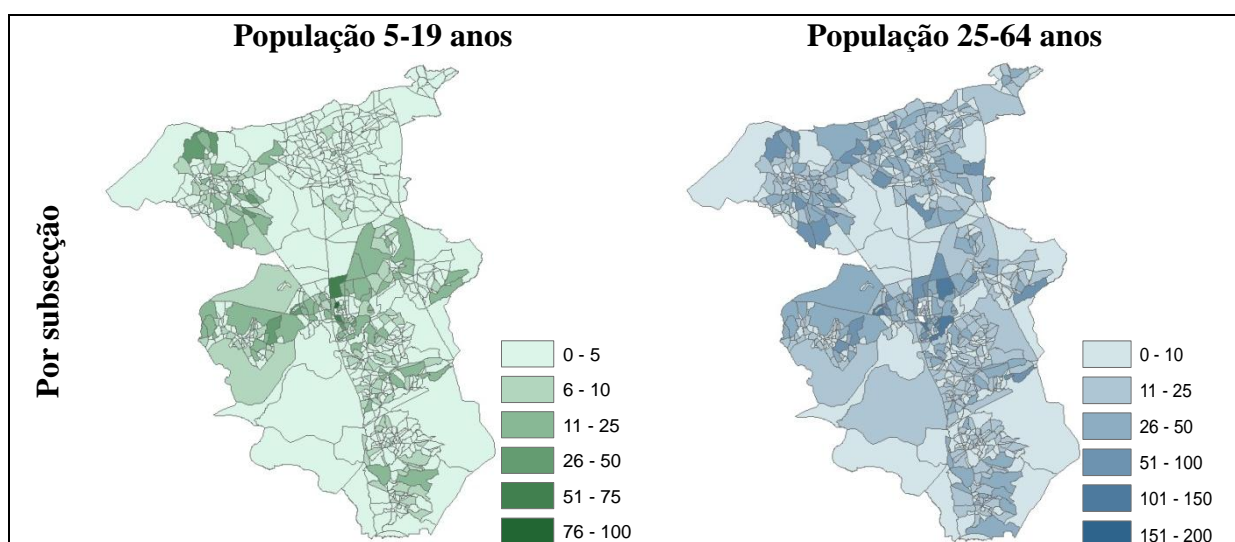 População 5-19 anos
População 25-64 anos
Por subsecção
0 - 5
6 - 10
11 - 25
26 - 50
51 - 75
76 - 100
0 - 10
11 - 25
26 - 50
51 - 100
101 - 150
151 - 200